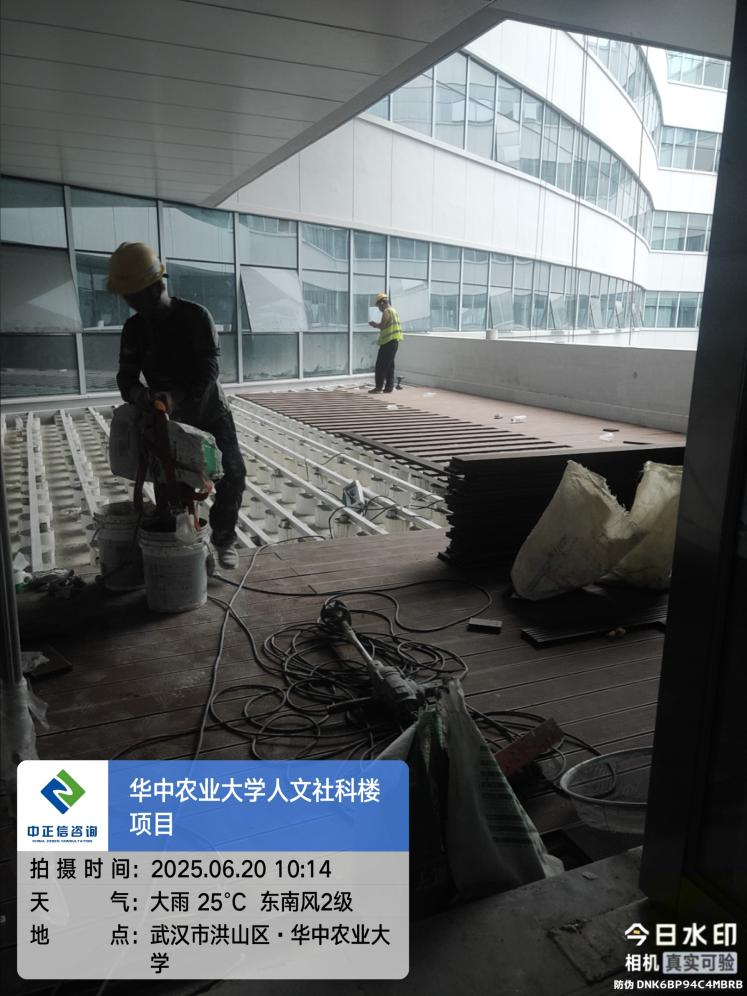 中正信咨询
CHINA ZXXIN CONSULTATION
华中农业大学人文社科楼
项目
拍摄时间：2025.06.20 10:14
天气：大雨 25℃ 东南风2级
地点：武汉市洪山区·华中农业大
学
今日水印
相机 真实可验
防伪 DNK6BP94C4MBRB